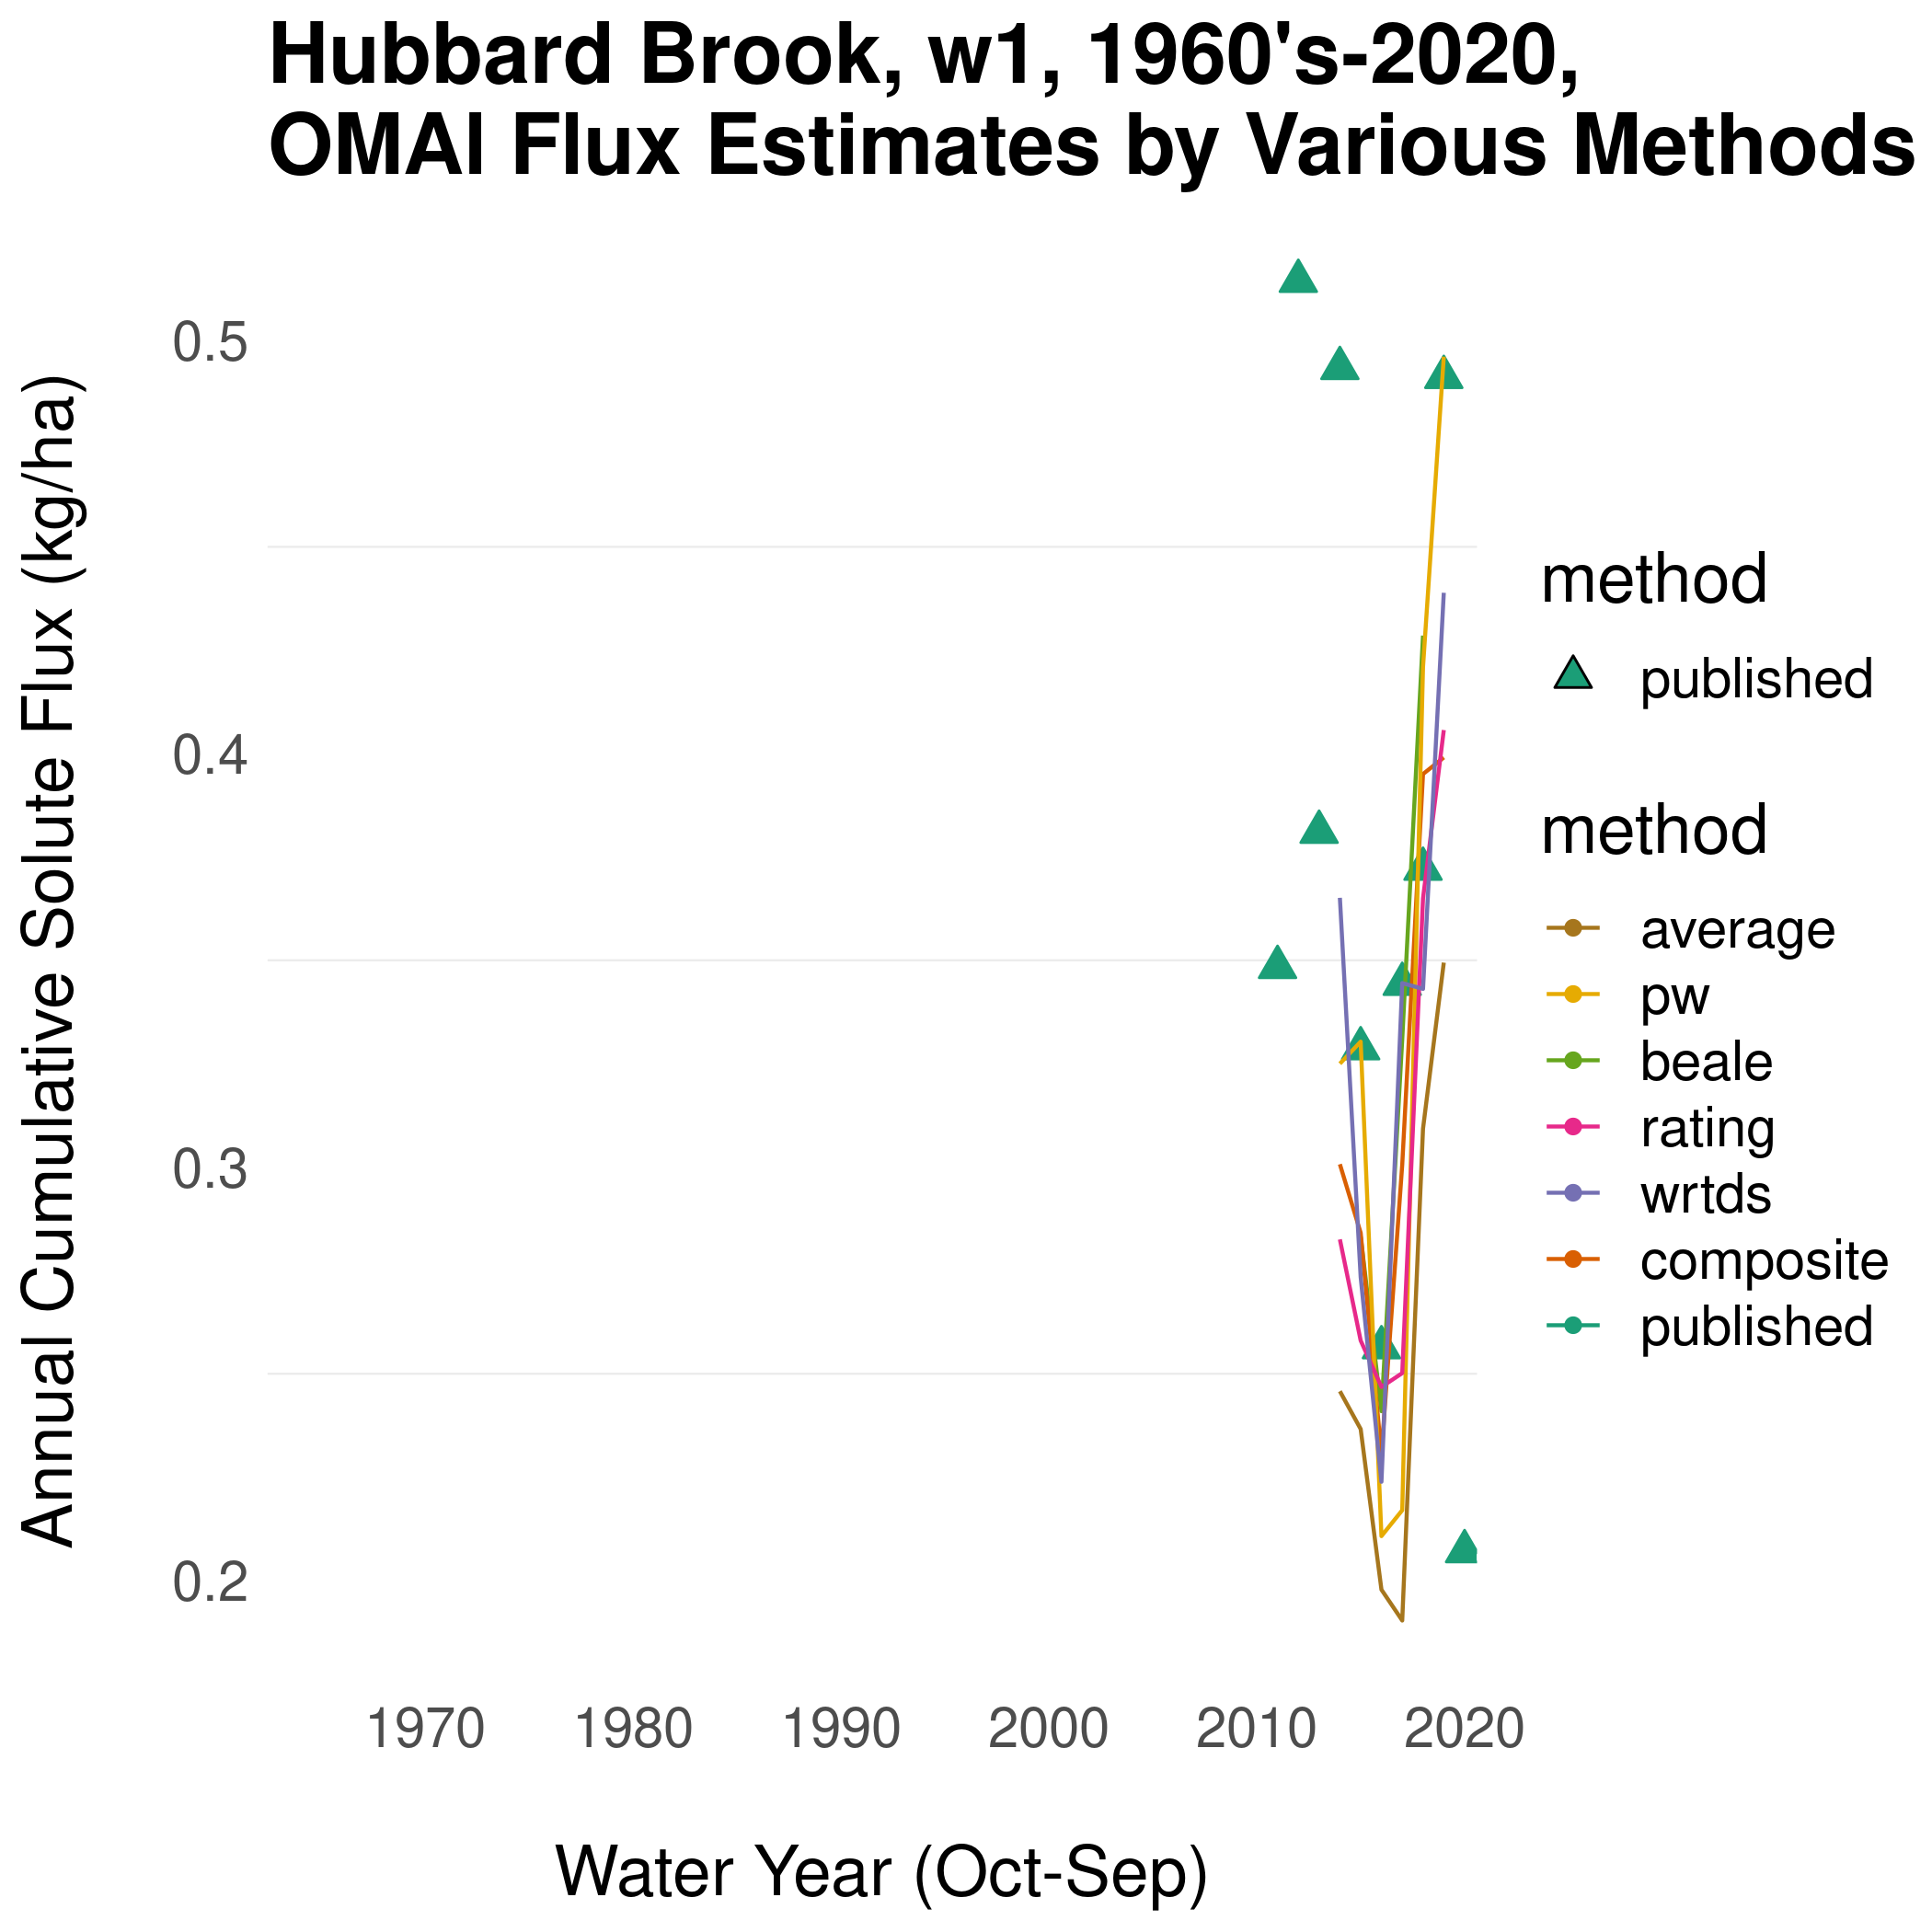 Hubbard Brook, w1, 1960's-2020,
OMAl Flux Estimates by Various Methods
Annual Cumulative Solute Flux (kg/ha)
0.5
0.4
0.3
0.2
1970 1980 1990 2000 2010 2020
Water Year (Oct-Sep)
method
published
method
average
pw
beale
rating
wrtds
composite
published